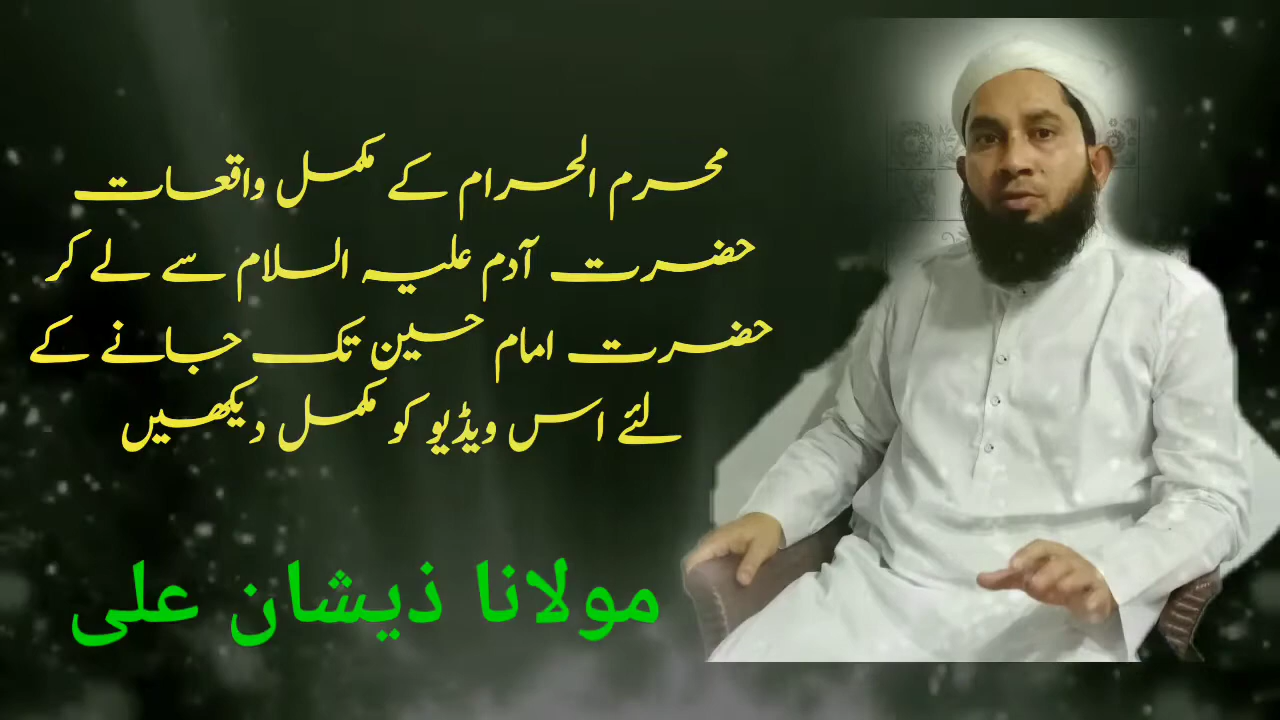 محرم الحرام کے مکمل واقعات
حضرت آدم علیہ السلام سے لے کر
حضرت امام حسین تک جانے کے
لئے اس ویڈیو کو مکمل دیکھیں
مولانا ذیشان علی